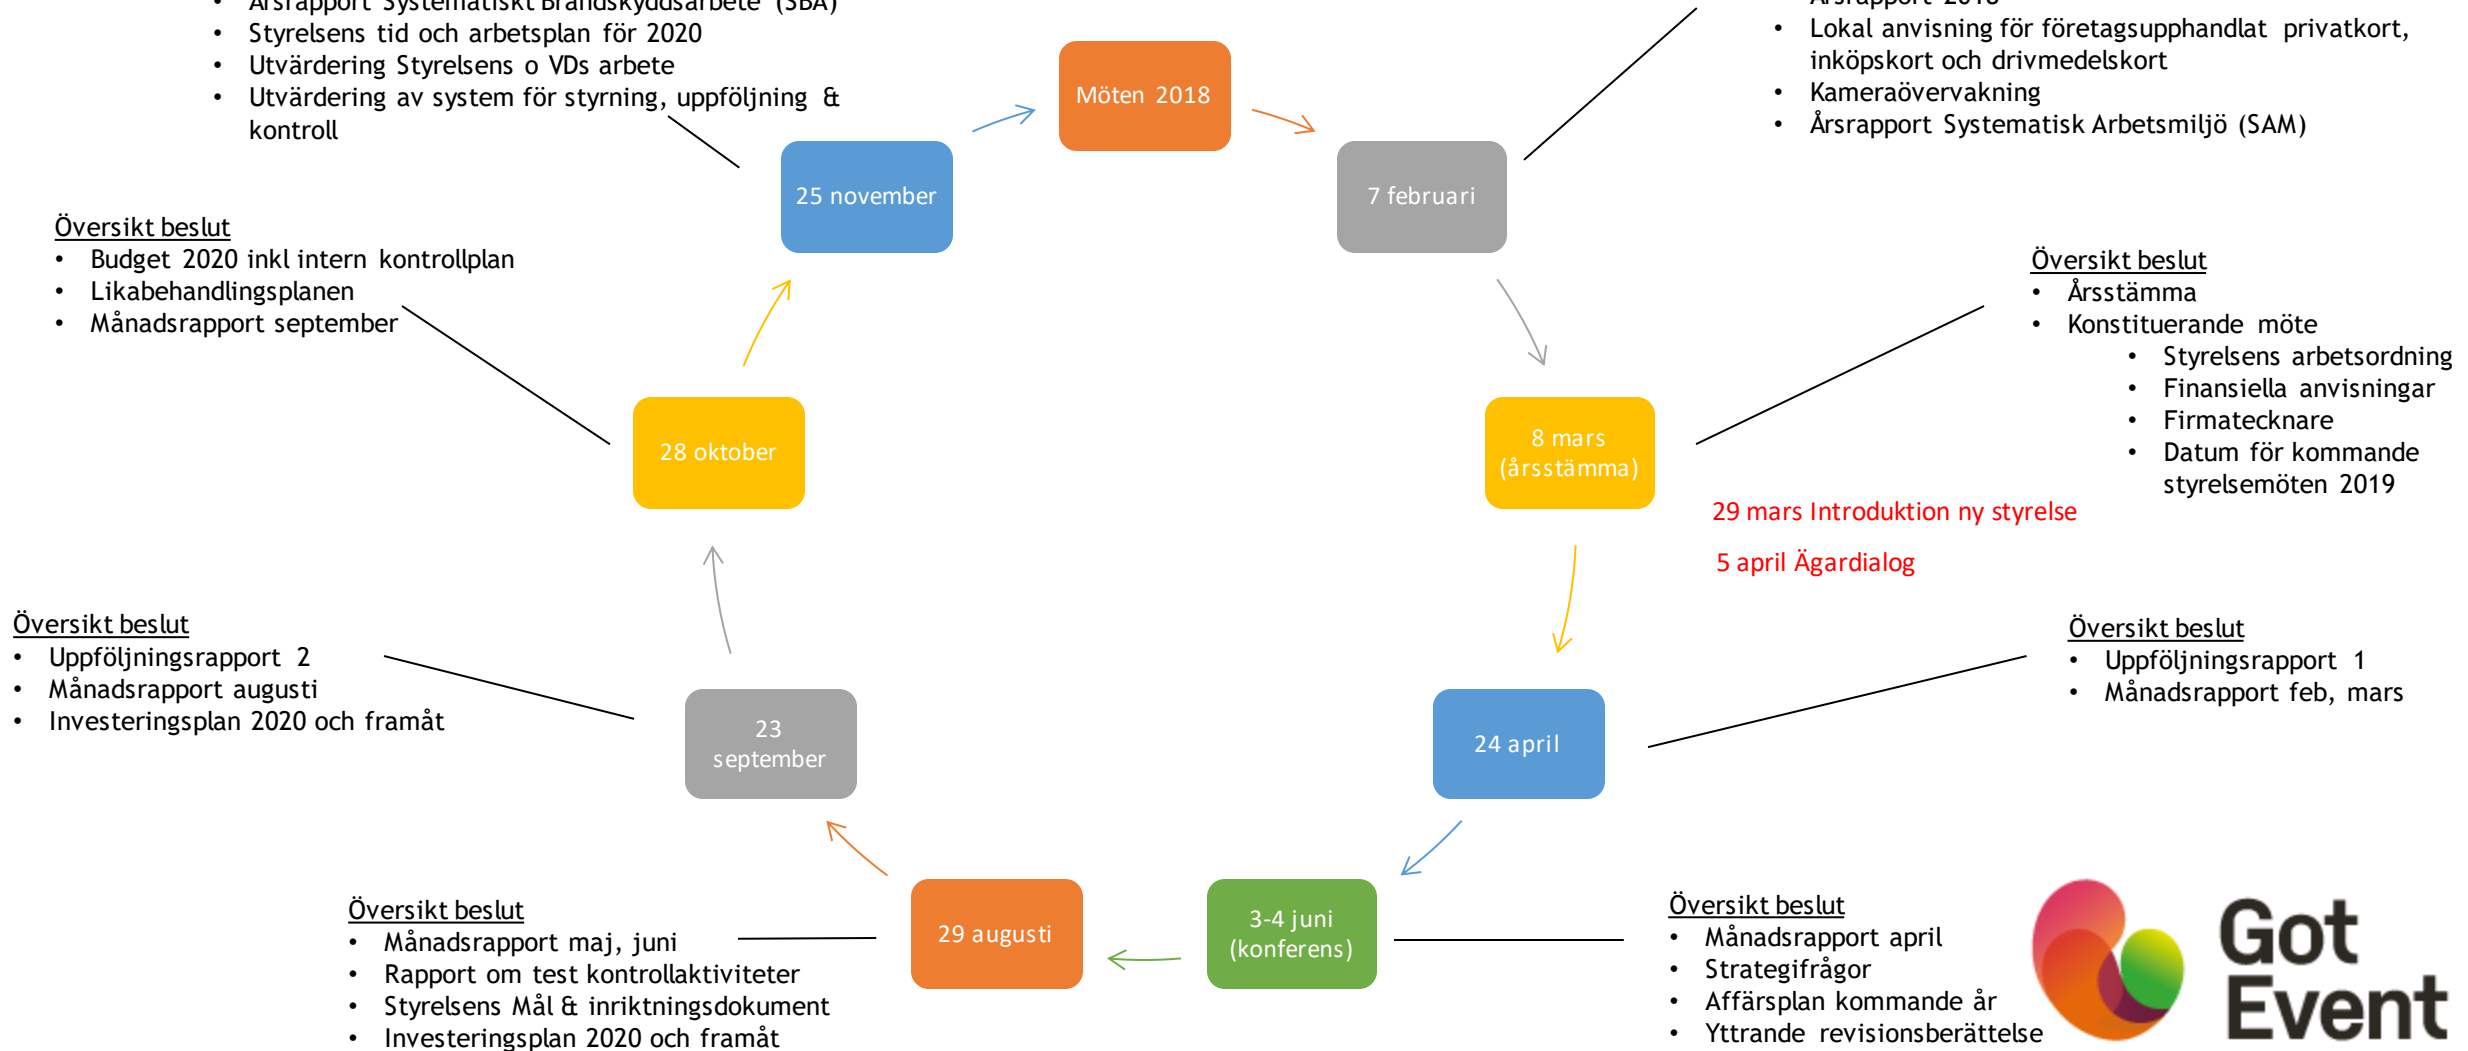 Årsrapport Systematiskt Brandskyddsarbete (SBA)
• Styrelsens tid och arbetsplan för 2020
• Utvärdering Styrelsens o VDs arbete
• Utvärdering av system för styrning, uppföljning &
kontroll
Årsrapport 2018
• Lokal anvisning för företagsupphandlat privatkort,
inköpskort och drivmedelskort
• Kameraövervakning
• Årsrapport Systematisk Arbetsmiljö (SAM)
Möten 2018
25 november
7 februari
Översikt beslut
• Budget 2020 inkl intern kontrollplan
• Likabehandlingsplanen
• Månadsrapport september
Översikt beslut
• Årsstämma
• Konstituerande möte
• Styrelsens arbetsordning
• Finansiella anvisningar
• Firmatecknare
• Datum för kommande
styrelsemöten 2019
28 oktober
8 mars
(årsstämma)
29 mars Introduktion ny styrelse
5 april Ägardialog
Översikt beslut
• Uppföljningsrapport 2
• Månadsrapport augusti
• Investeringsplan 2020 och framåt
Översikt beslut
• Uppföljningsrapport 1
• Månadsrapport feb, mars
23
september
24 april
Översikt beslut
• Månadsrapport maj, juni
• Rapport om test kontrollaktiviteter
• Styrelsens Mål & inriktningsdokument
• Investeringsplan 2020 och framåt
29 augusti
3-4 juni
(konferens)
Översikt beslut
• Månadsrapport april
• Strategifrågor
• Affärsplan kommande år
• Yttrande revisionsberättelse
Got
Event